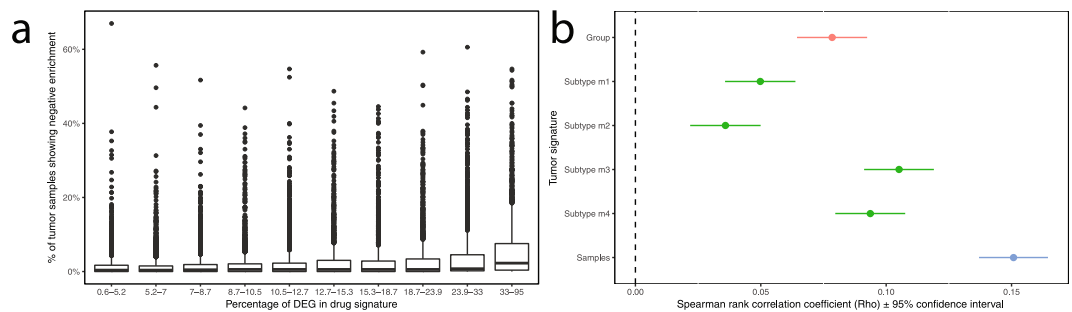 a
% of tumor samples showing negative enrichment
60%
40%
20%
0%
0.6–5.2 5.2–7 7–8.7 8.7–10.5 10.5–12.7 12.7–15.3 15.3–18.7 18.7–23.9 23.9–33 33–95
Percentage of DEG in drug signature
b
Tumor signature
Group
Subtype m1
Subtype m2
Subtype m3
Subtype m4
Samples
0.00 0.05 0.10 0.15
Spearman rank correlation coefficient (Rho) ± 95% confidence interval